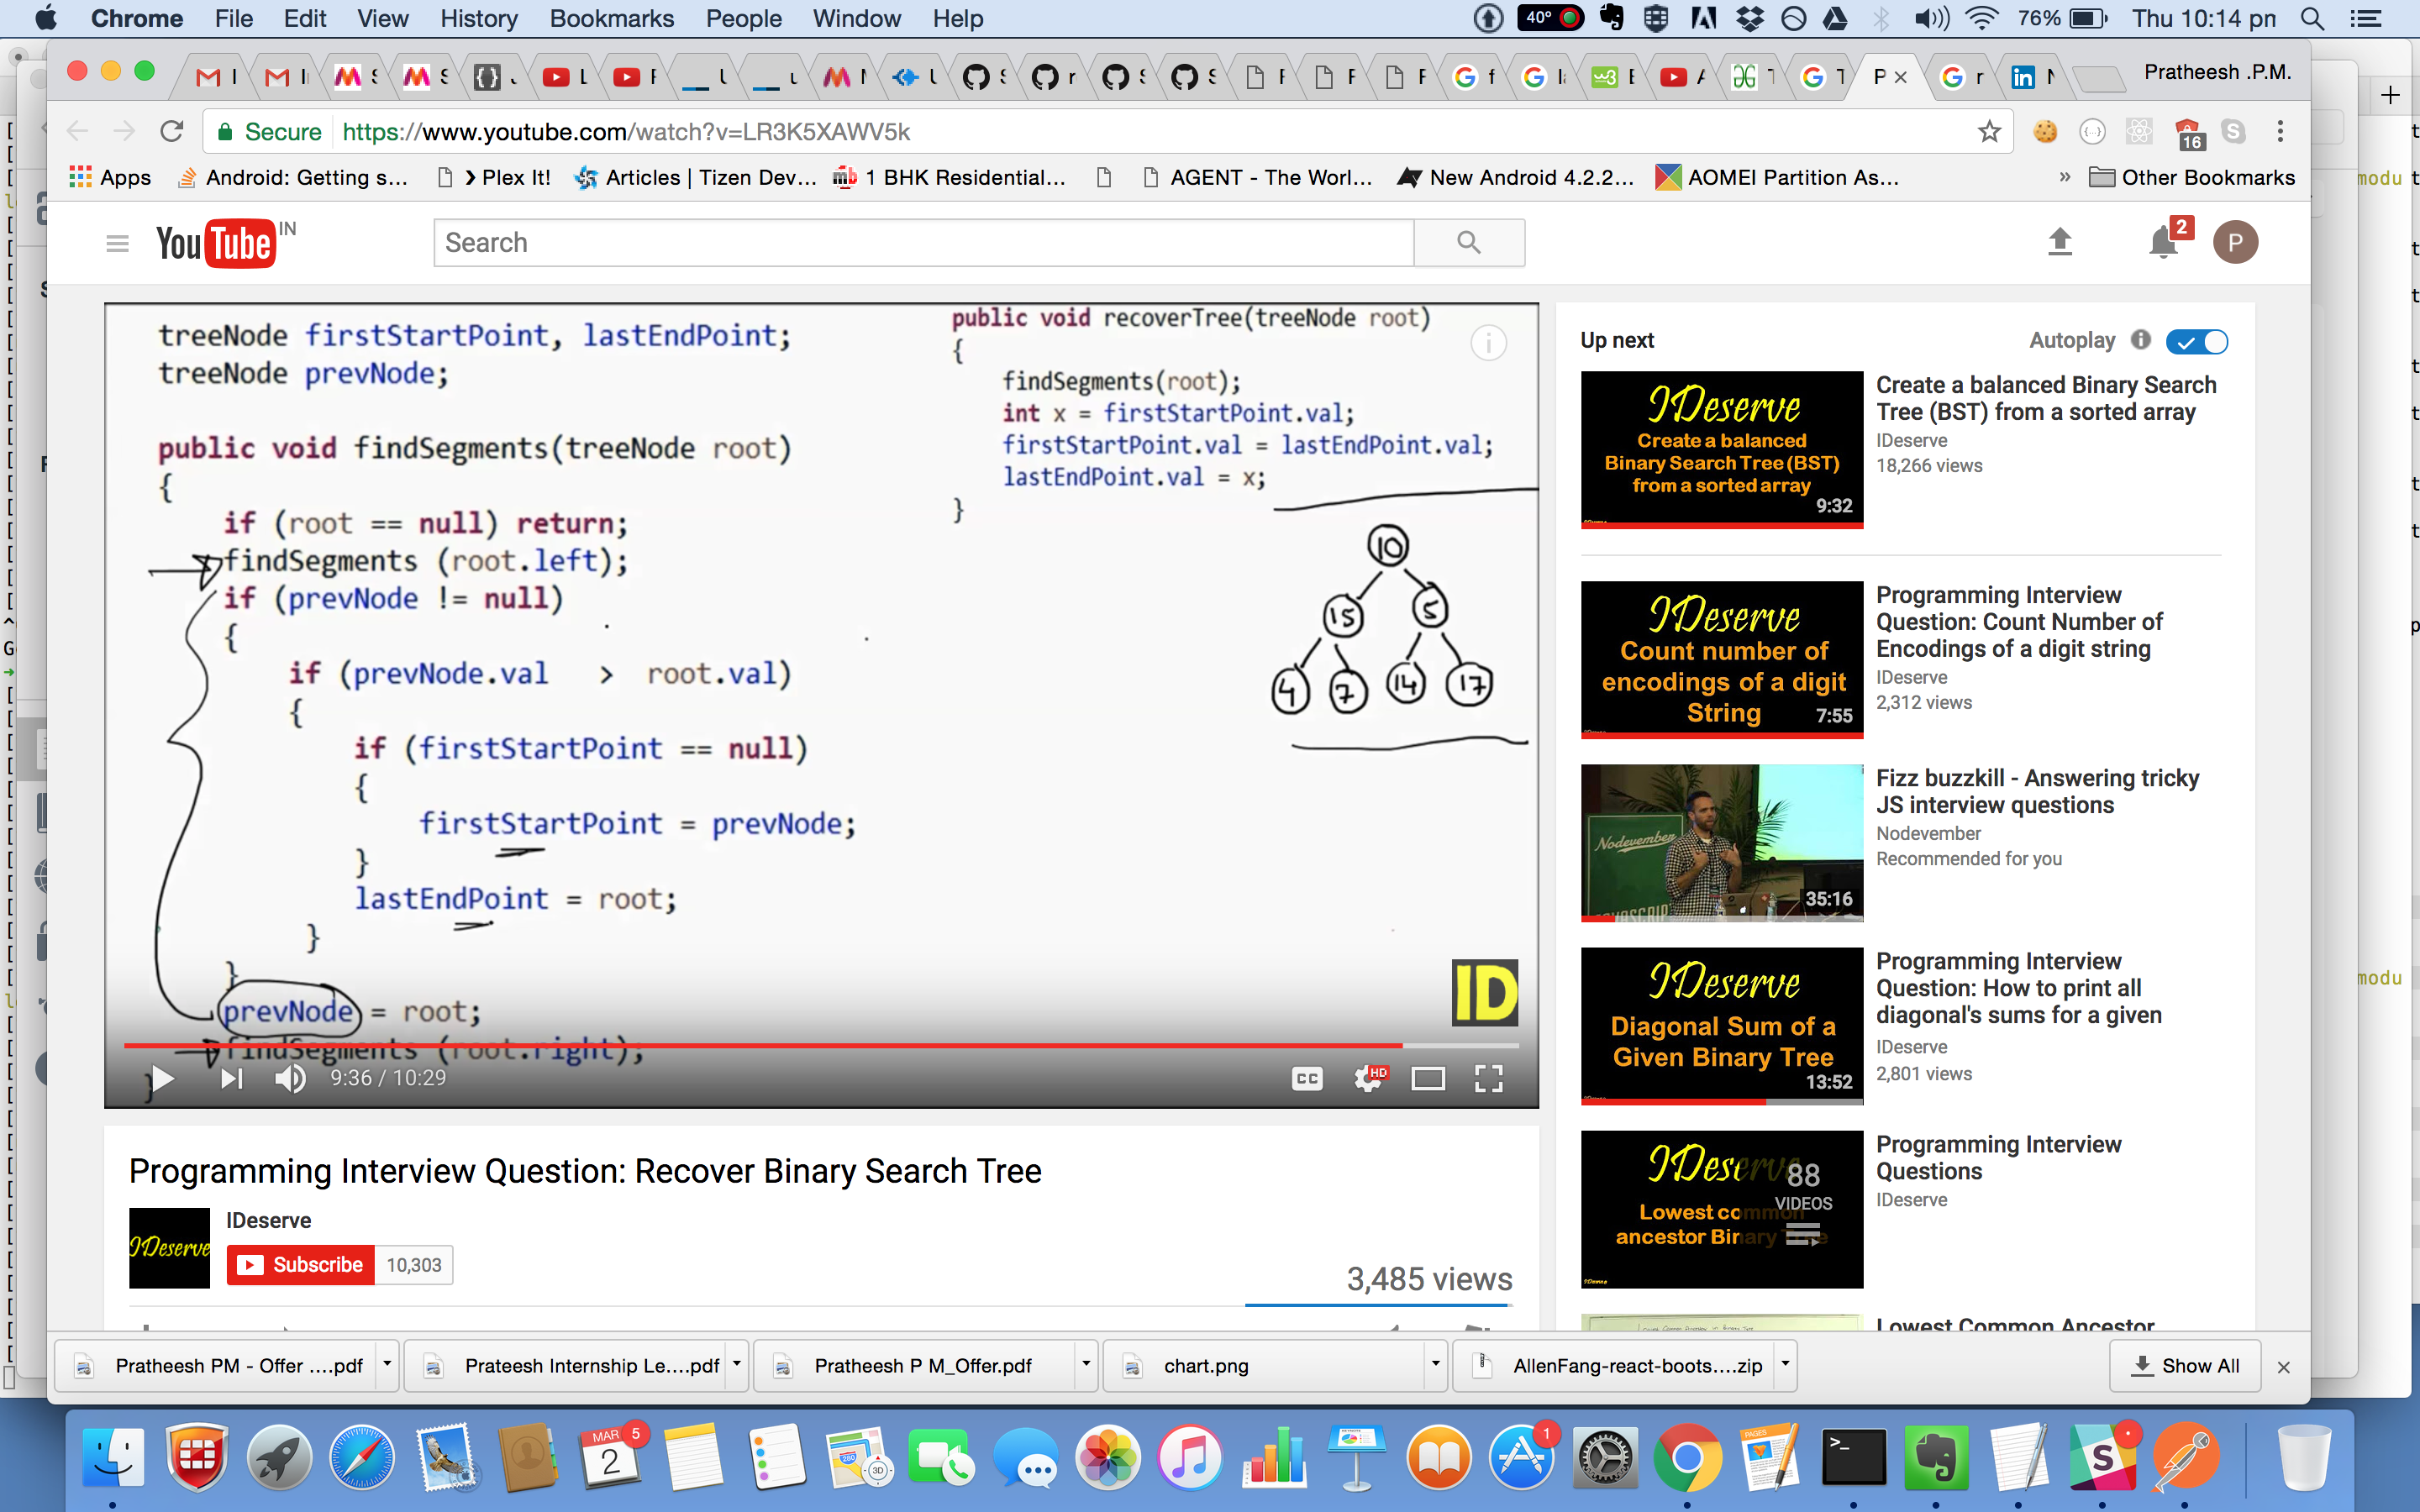 Chrome File Edit View History Bookmarks People Window Help 40° 76% Thu 10:14 pn
Pratheesh .P.M.
Secure https://www.youtube.com/watch?v=LR3K5XAWV5k
16
Apps Android: Getting s... ❯ Plex It! Articles | Tizen Dev... 1 BHK Residential... AGENT - The Worl... New Android 4.2.2... AOMEI Partition As... » Other Bookmarks
YouTube IN
Search
2
P
treeNode firstStartPoint, lastEndPoint;
treeNode prevNode;
public void findSegments(treeNode root)
{
if (root == null) return;
findSegments (root.left);
if (prevNode != null)
{
if (prevNode.val > root.val)
{
if (firstStartPoint == null)
{
firstStartPoint = prevNode;
}
lastEndPoint = root;
}
}
prevNode = root;
findSegments (root.right);
}
public void recoverTree(treeNode root)
{
findSegments(root);
int x = firstStartPoint.val;
firstStartPoint.val = lastEndPoint.val;
lastEndPoint.val = x;
}
10
15 5
4 7 14 17
ID
9:36 / 10:29
CC HD
Programming Interview Question: Recover Binary Search Tree
IDeserve
IDeserve
Subscribe 10,303
3,485 views
Up next Autoplay
IDeserve
Create a balanced
Binary Search Tree (BST)
from a sorted array
9:32
Create a balanced Binary Search
Tree (BST) from a sorted array
IDeserve
18,266 views
IDeserve
Count number of
encodings of a digit
String
7:55
Programming Interview
Question: Count Number of
Encodings of a digit string
IDeserve
2,312 views
Nodevember
35:16
Fizz buzzkill - Answering tricky
JS interview questions
Nodevember
Recommended for you
IDeserve
Diagonal Sum of a
Given Binary Tree
13:52
Programming Interview
Question: How to print all
diagonal's sums for a given
IDeserve
2,801 views
IDeserve
Lowest common
ancestor Binary Tree
88
VIDEOS
Programming Interview
Questions
IDeserve
Lowest Common Ancestor
Pratheesh PM - Offer ....pdf Prateesh Internship Le....pdf Pratheesh P M_Offer.pdf chart.png AllenFang-react-boots....zip Show All
MAR 2 5
1
PAGES
modu
modu